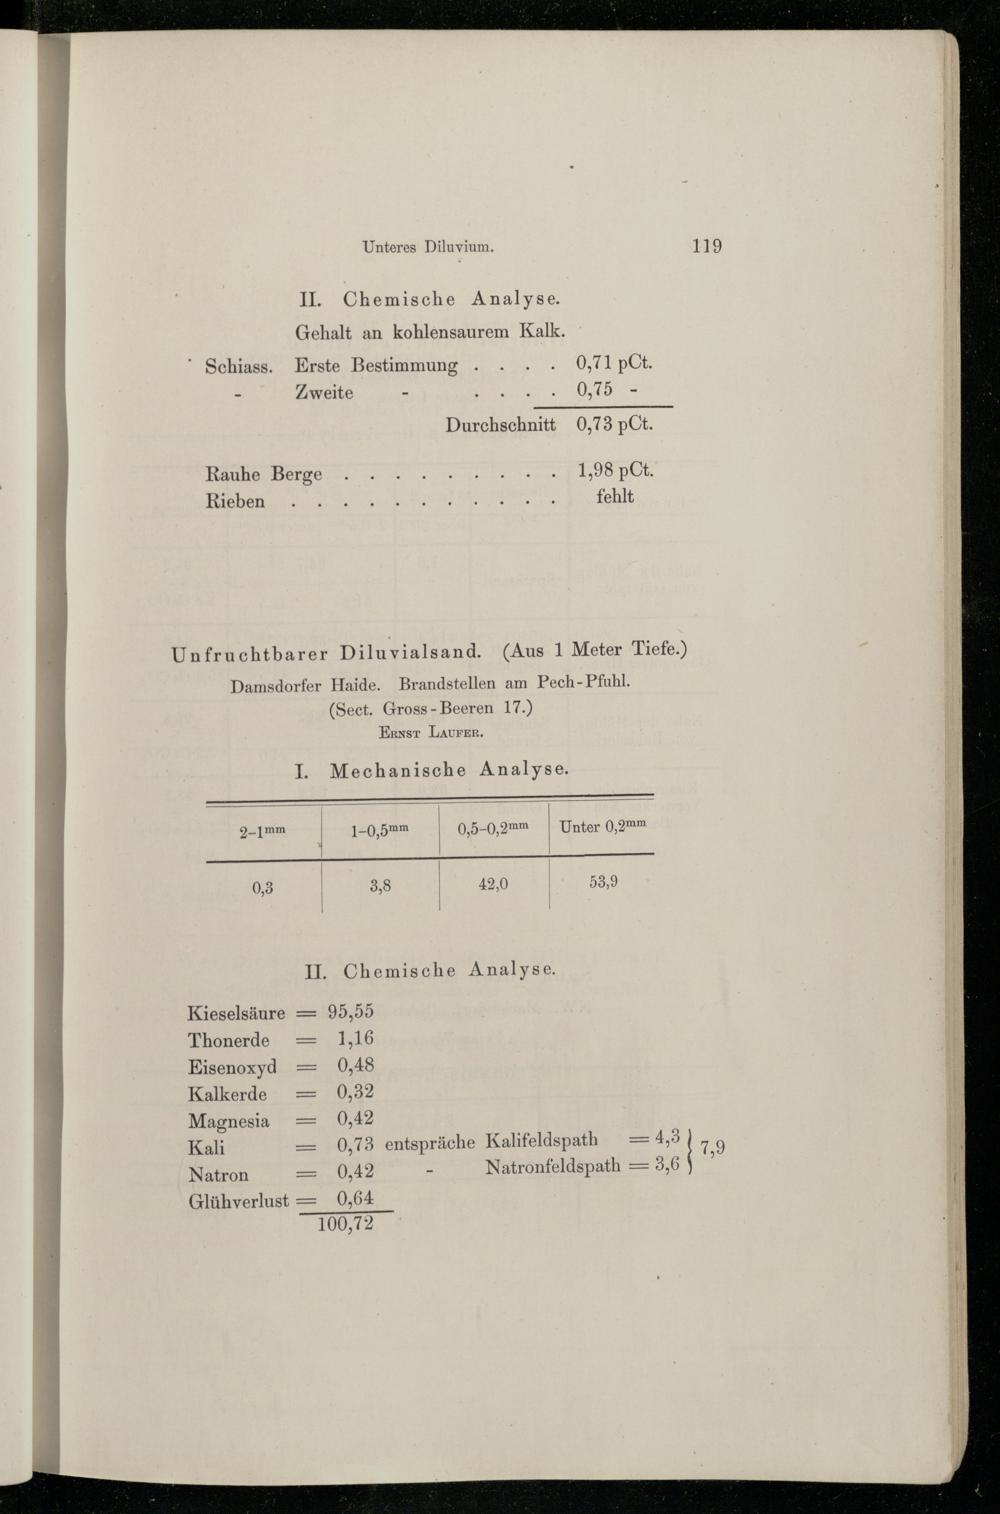 Unteres Diluvium. 119
II. Chemische Analyse.
Gehalt an kohlensaurem Kalk.
Schiass. Erste Bestimmung . . . . 0,71 pCt.
- Zweite - . . . . 0,75 -
Durchschnitt 0,73 pCt.
Rauhe Berge . . . . . . . . . 1,98 pCt.
Rieben . . . . . . . . . . . fehlt
Unfruchtbarer Diluvialsand. (Aus 1 Meter Tiefe.)
Damsdorfer Haide. Brandstellen am Pech-Pfuhl.
(Sect. Gross-Beeren 17.)
ERNST LAUFER.
I. Mechanische Analyse.
2–1mm 1–0,5mm 0,5–0,2mm Unter 0,2mm
0,3 3,8 42,0 53,9
II. Chemische Analyse.
Kieselsäure = 95,55
Thonerde = 1,16
Eisenoxyd = 0,48
Kalkerde = 0,32
Magnesia = 0,42
Kali = 0,73 entspräche Kalifeldspath = 4,3 } 7,9
Natron = 0,42 - Natronfeldspath = 3,6
Glühverlust = 0,64
100,72